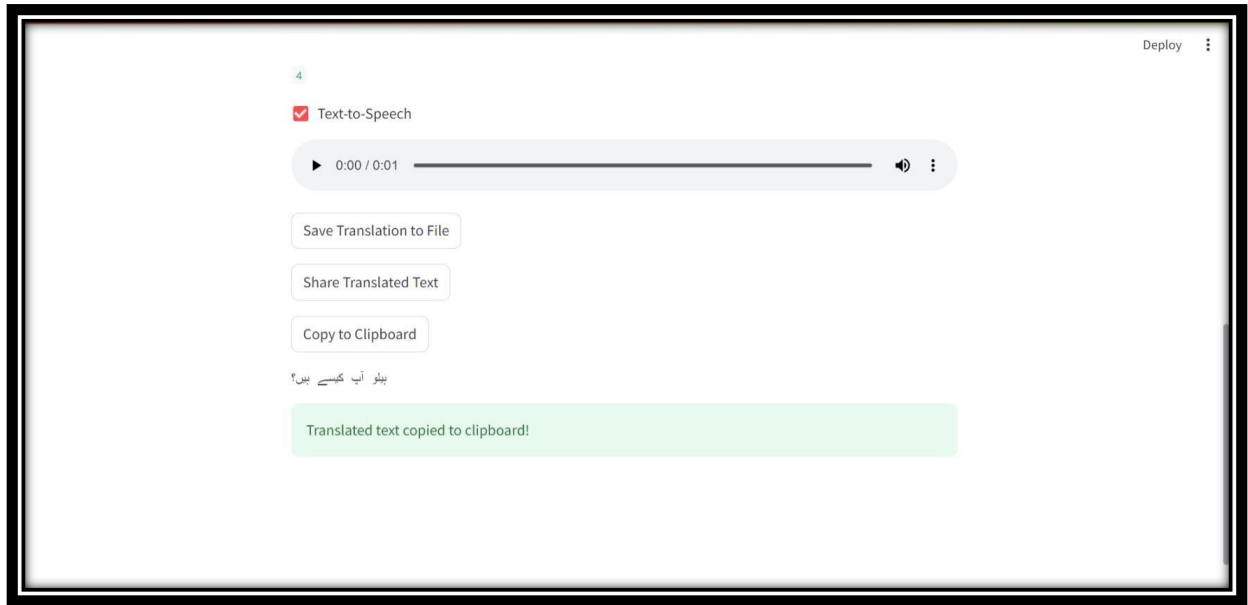 Deploy
4
Text-to-Speech
0:00 / 0:01
Save Translation to File
Share Translated Text
Copy to Clipboard
ہیلو آپ کیسے ہیں؟
Translated text copied to clipboard!